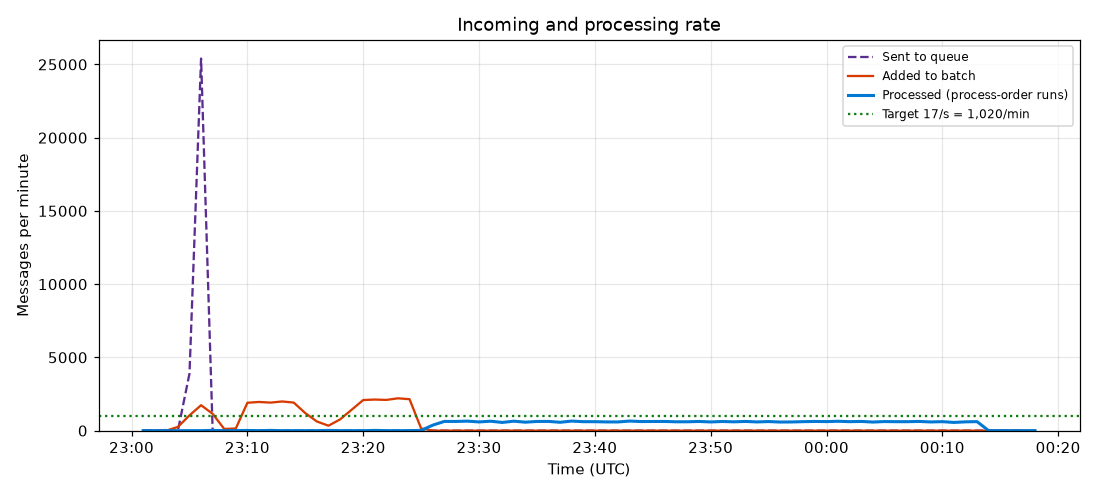 Incoming and processing rate
Sent to queue
Added to batch
Processed (process-order runs)
Target 17/s = 1,020/min
Messages per minute
25000
20000
15000
10000
5000
0
23:00
23:10
23:20
23:30
23:40
23:50
00:00
00:10
00:20
Time (UTC)